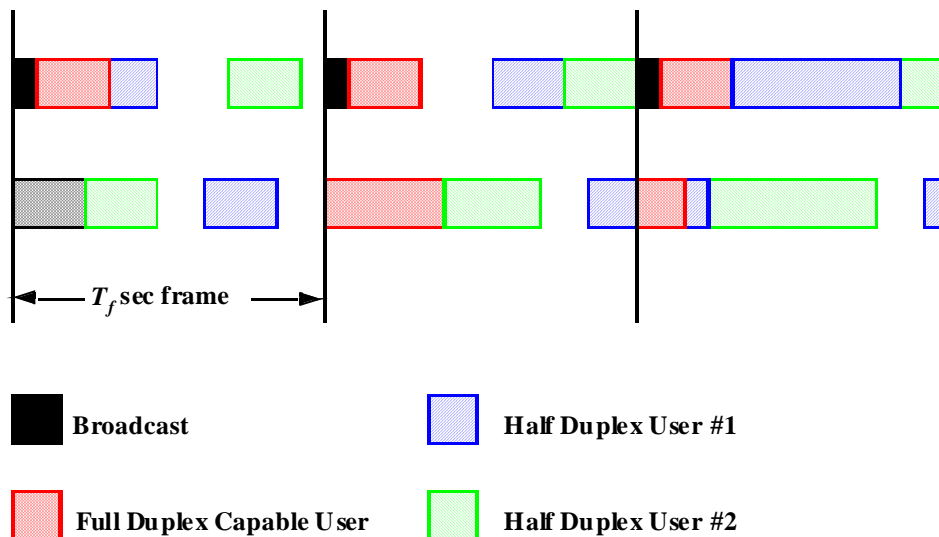 T_f sec frame
Broadcast
Half Duplex User #1
Full Duplex Capable User
Half Duplex User #2